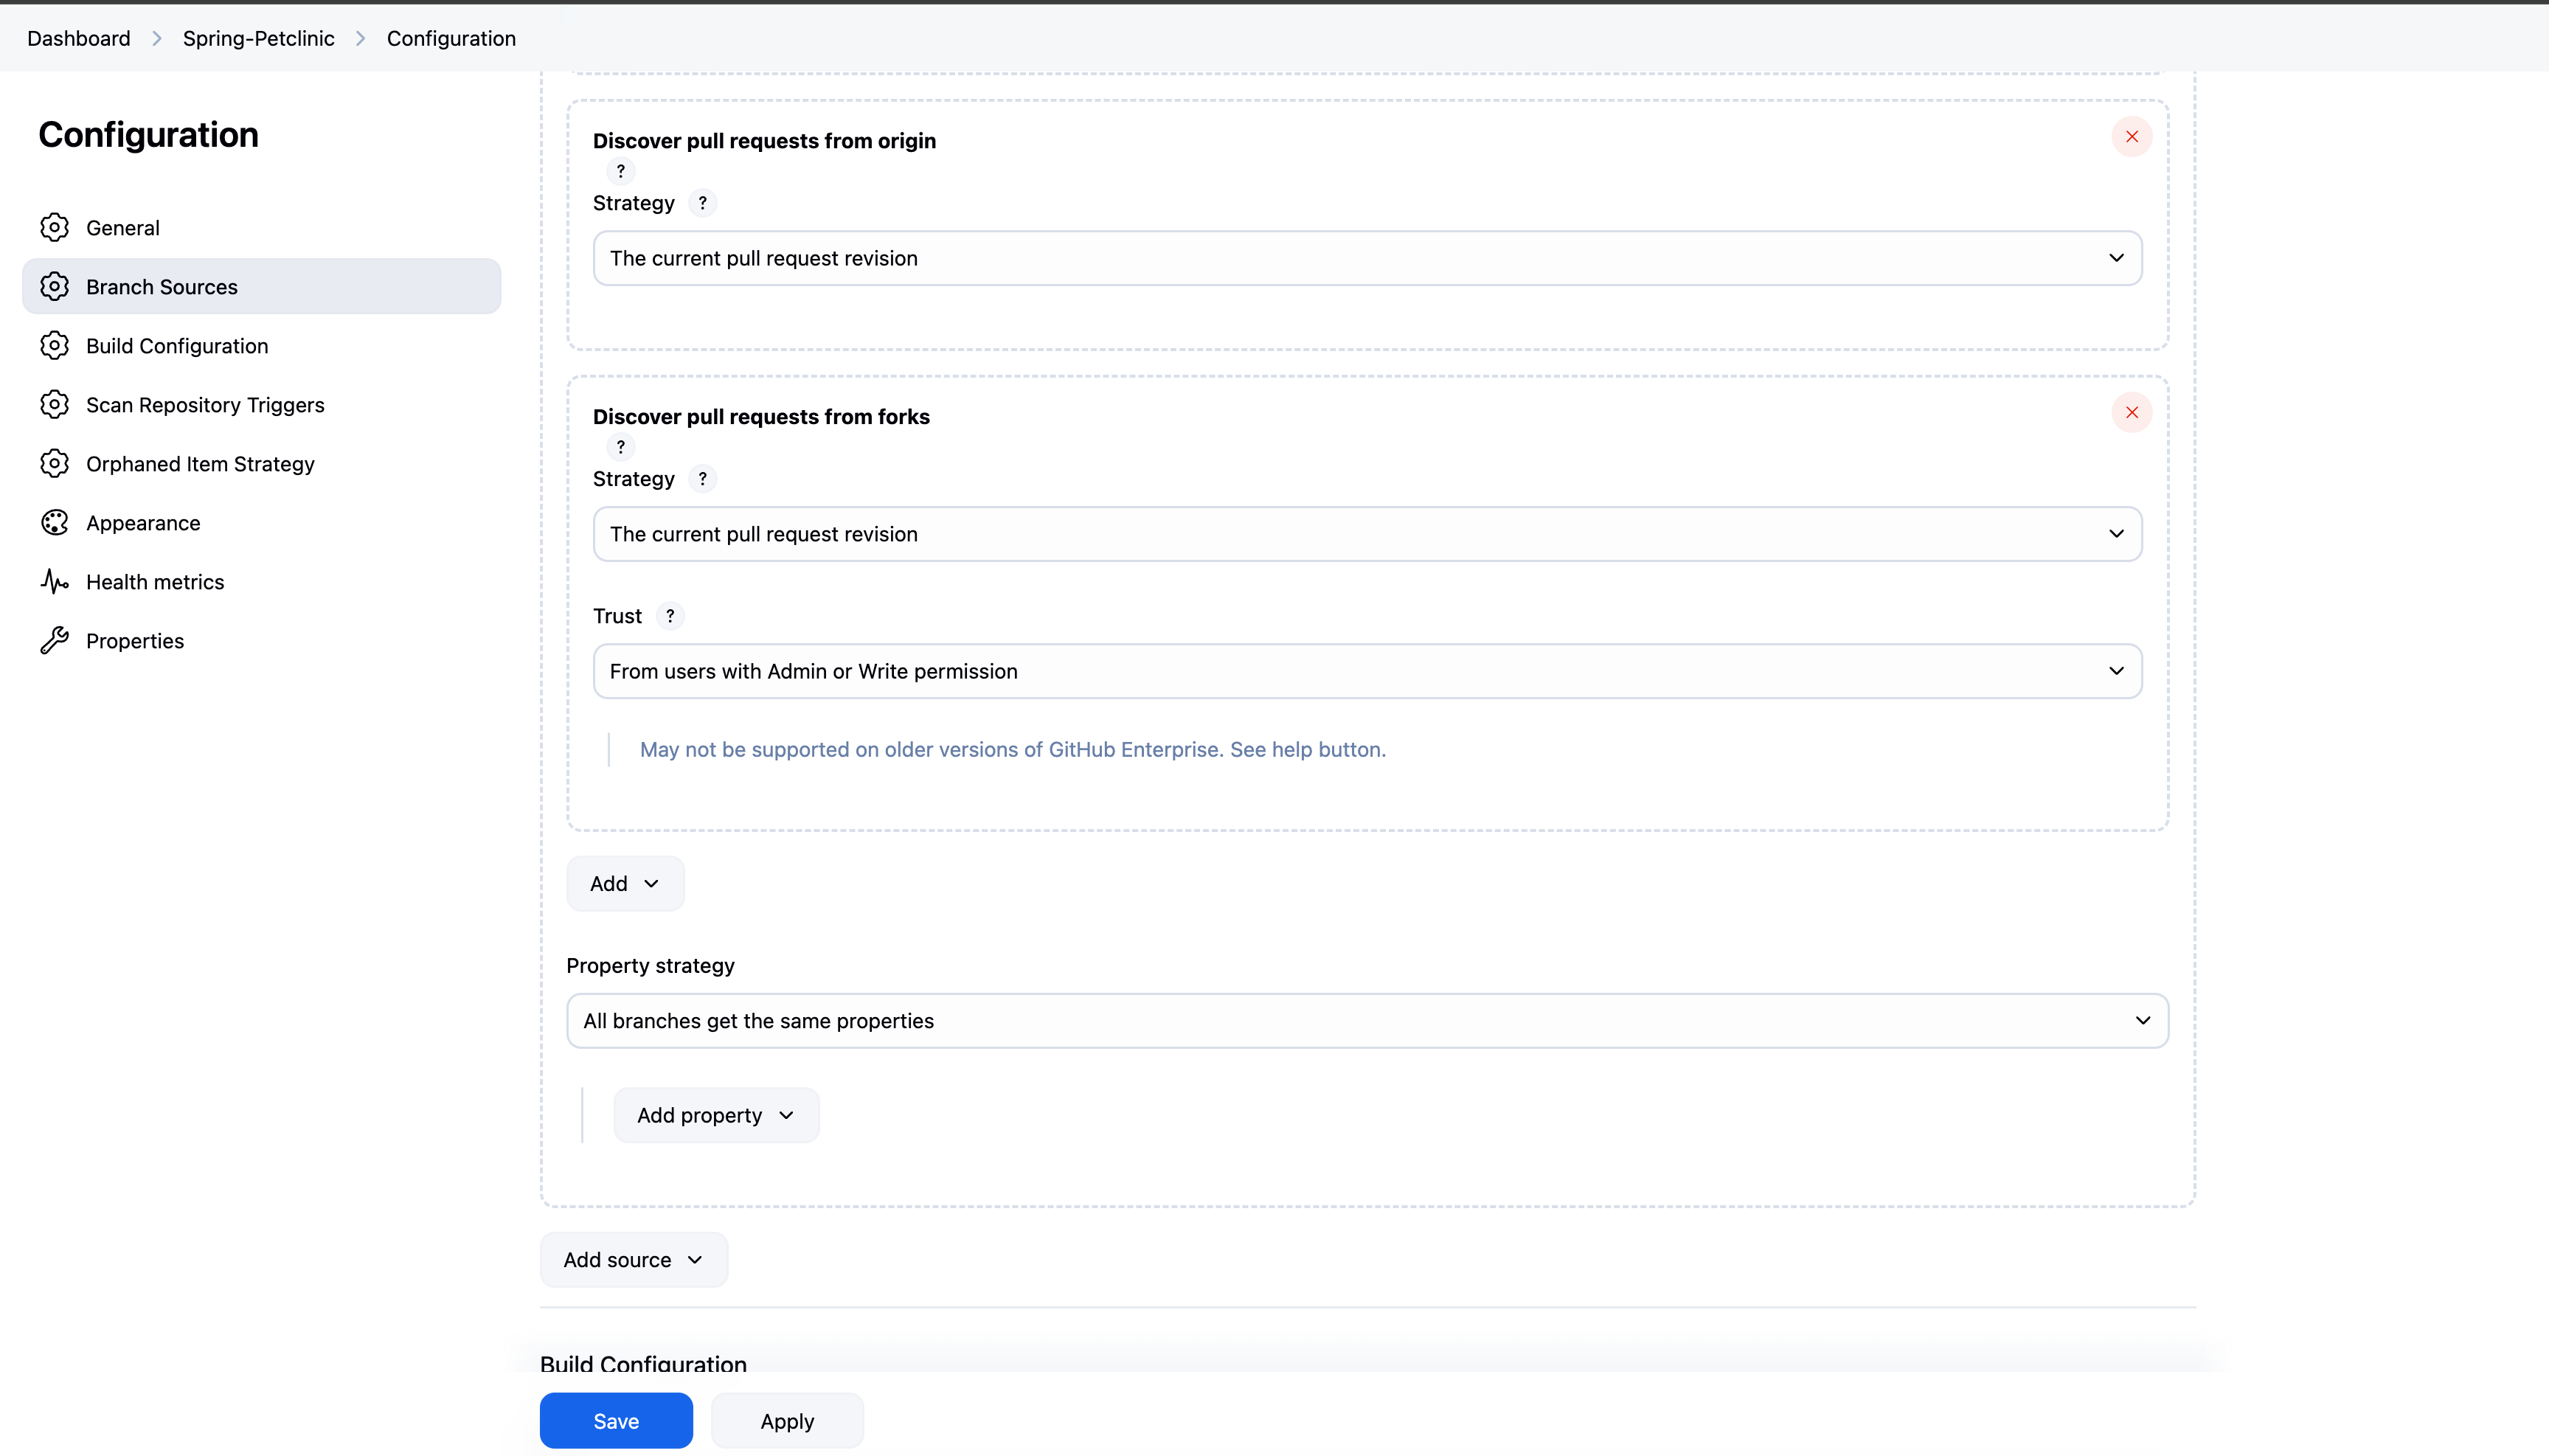 Dashboard > Spring-Petclinic > Configuration
Configuration
General
Branch Sources
Build Configuration
Scan Repository Triggers
Orphaned Item Strategy
Appearance
Health metrics
Properties
Discover pull requests from origin
?
Strategy ?
The current pull request revision
Discover pull requests from forks
?
Strategy ?
The current pull request revision
Trust ?
From users with Admin or Write permission
May not be supported on older versions of GitHub Enterprise. See help button.
Add
Property strategy
All branches get the same properties
Add property
Add source
Build Configuration
Save Apply